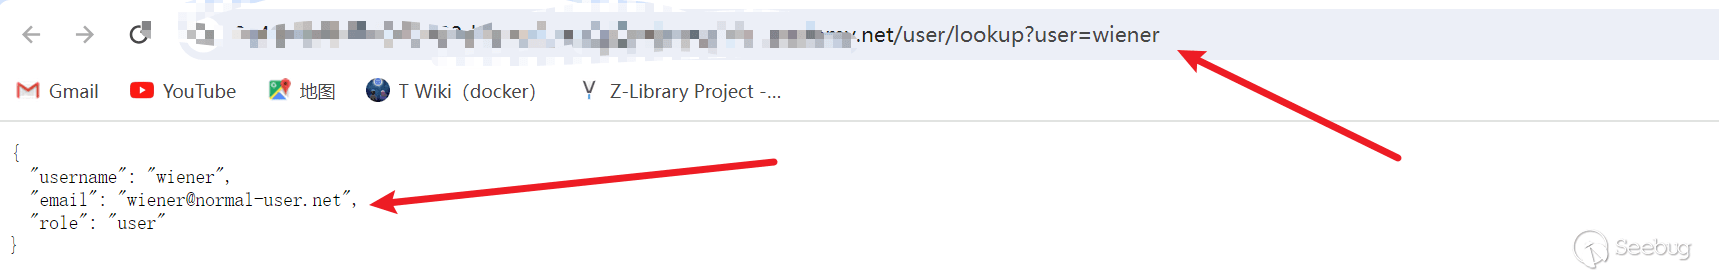 .net/user/lookup?user=wiener
Gmail YouTube 地图 T Wiki（docker） Z-Library Project -...
{
"username": "wiener",
"email": "wiener@normal-user.net",
"role": "user"
}
Seebug